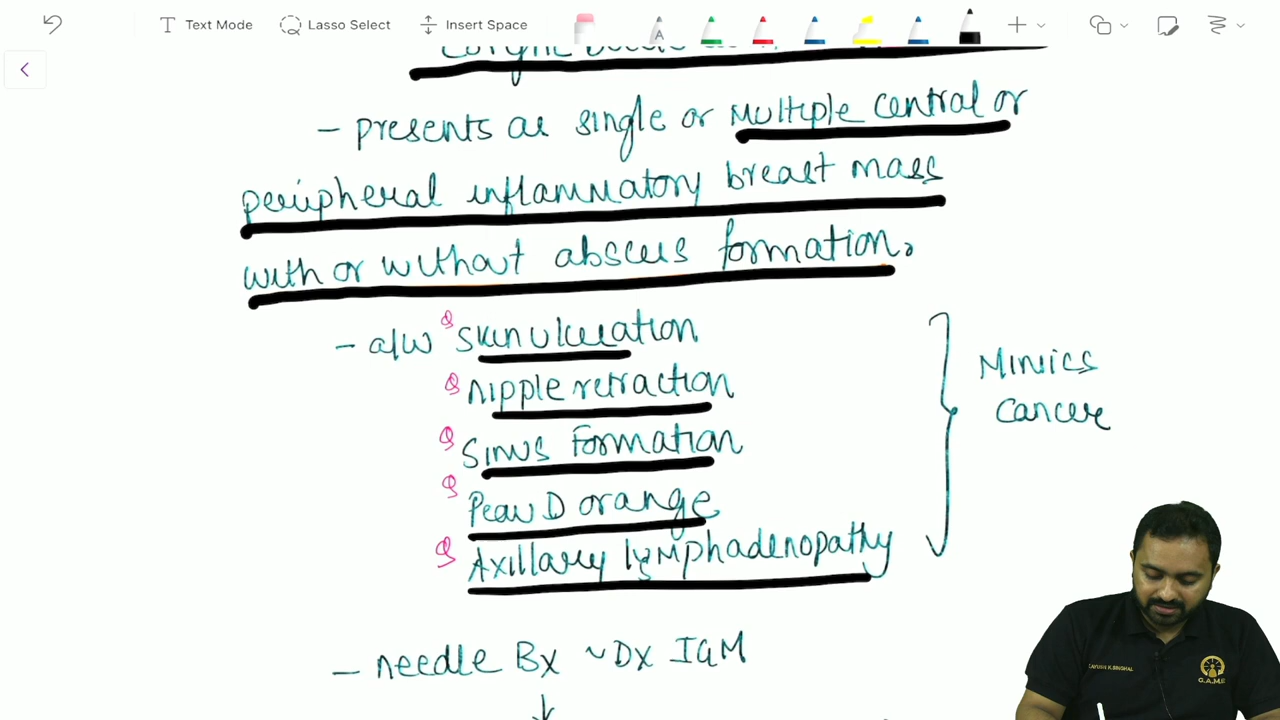 Text Mode Lasso Select Insert Space
- presents as single or multiple central or
peripheral inflammatory breast mass
with or without abscess formation.
- a/w Skin ulceration
Nipple retraction
Sinus Formation
Peau D orange
Axillary lymphadenopathy
Mimics
cancer
- needle Bx ~ Dx IGM
↓
G.A.M.S